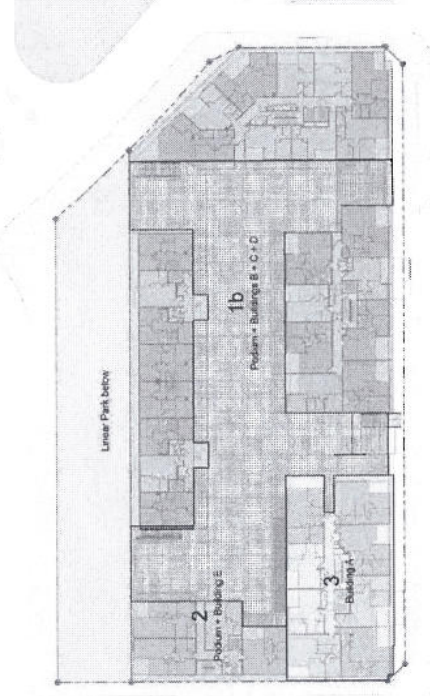 Linear Park below
1b
Podium + Buildings B + C + D
2
Podium + Building E
3
Building A